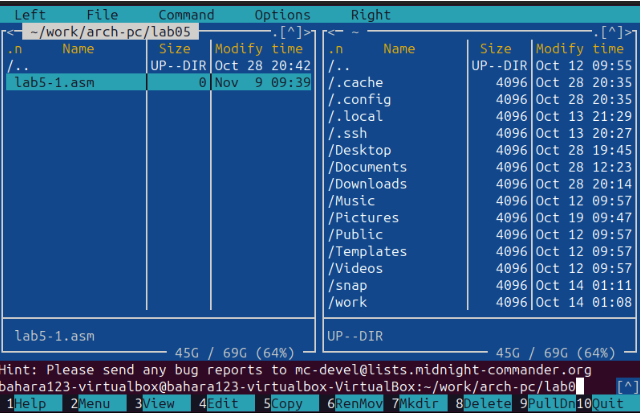 Left File Command Options Right
<─ ~/work/arch-pc/lab05 ─────.[^]>
.n Name Size Modify time
/.. UP--DIR Oct 28 20:42
lab5-1.asm 0 Nov 9 09:39
lab5-1.asm
45G / 69G (64%)
<─ ~ ─────.[^]>
.n Name Size Modify time
/.. UP--DIR Oct 12 09:55
/.cache 4096 Oct 28 20:35
/.config 4096 Oct 28 20:35
/.local 4096 Oct 13 21:29
/.ssh 4096 Oct 13 20:27
/Desktop 4096 Oct 28 19:45
/Documents 4096 Oct 28 12:23
/Downloads 4096 Oct 28 20:14
/Music 4096 Oct 12 09:57
/Pictures 4096 Oct 19 09:47
/Public 4096 Oct 12 09:57
/Templates 4096 Oct 12 09:57
/Videos 4096 Oct 12 09:57
/snap 4096 Oct 14 01:11
/work 4096 Oct 14 01:08
UP--DIR
45G / 69G (64%)
Hint: Please send any bug reports to mc-devel@lists.midnight-commander.org
bahara123-virtualbox@bahara123-virtualbox-VirtualBox:~/work/arch-pc/lab0 [^]
1Help 2Menu 3View 4Edit 5Copy 6RenMov 7Mkdir 8Delete 9PullDn 10Quit